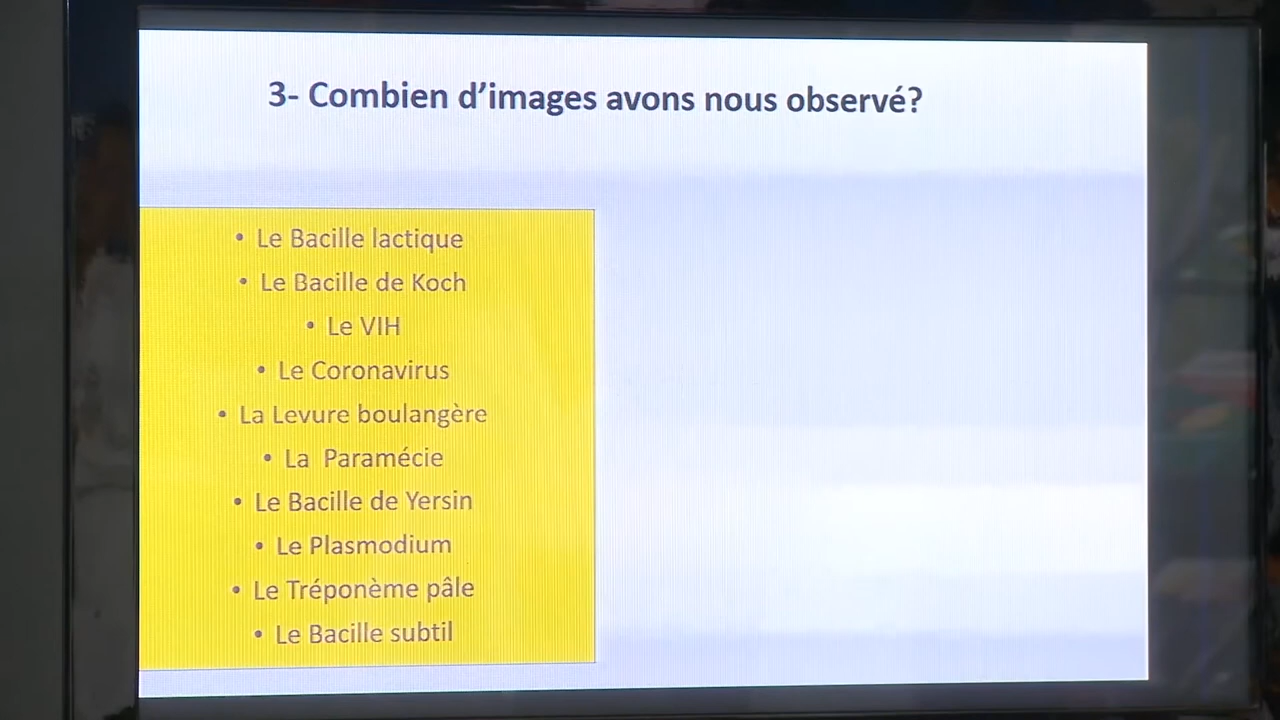 3- Combien d'images avons nous observé?
• Le Bacille lactique
• Le Bacille de Koch
• Le VIH
• Le Coronavirus
• La Levure boulangère
• La Paramécie
• Le Bacille de Yersin
• Le Plasmodium
• Le Tréponème pâle
• Le Bacille subtil